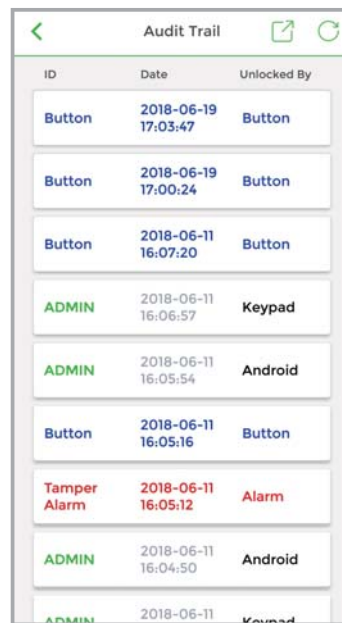 Audit Trail
ID Date Unlocked By
Button 2018-06-19 17:03:47 Button
Button 2018-06-19 17:00:24 Button
Button 2018-06-11 16:07:20 Button
ADMIN 2018-06-11 16:06:57 Keypad
ADMIN 2018-06-11 16:05:54 Android
Button 2018-06-11 16:05:16 Button
Tamper Alarm 2018-06-11 16:05:12 Alarm
ADMIN 2018-06-11 16:04:50 Android
ADMIN 2018-06-11 Keypad